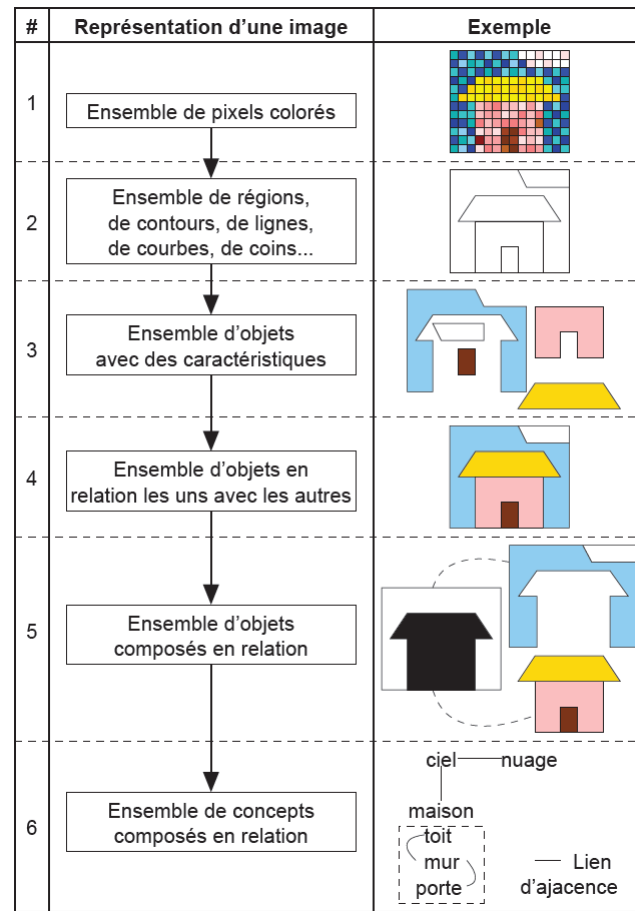 # Représentation d'une image Exemple
1 Ensemble de pixels colorés
2 Ensemble de régions,
de contours, de lignes,
de courbes, de coins...
3 Ensemble d'objets
avec des caractéristiques
4 Ensemble d'objets en
relation les uns avec les autres
5 Ensemble d'objets
composés en relation
6 Ensemble de concepts
composés en relation
ciel nuage
maison
toit
mur
porte
Lien
d'ajacence